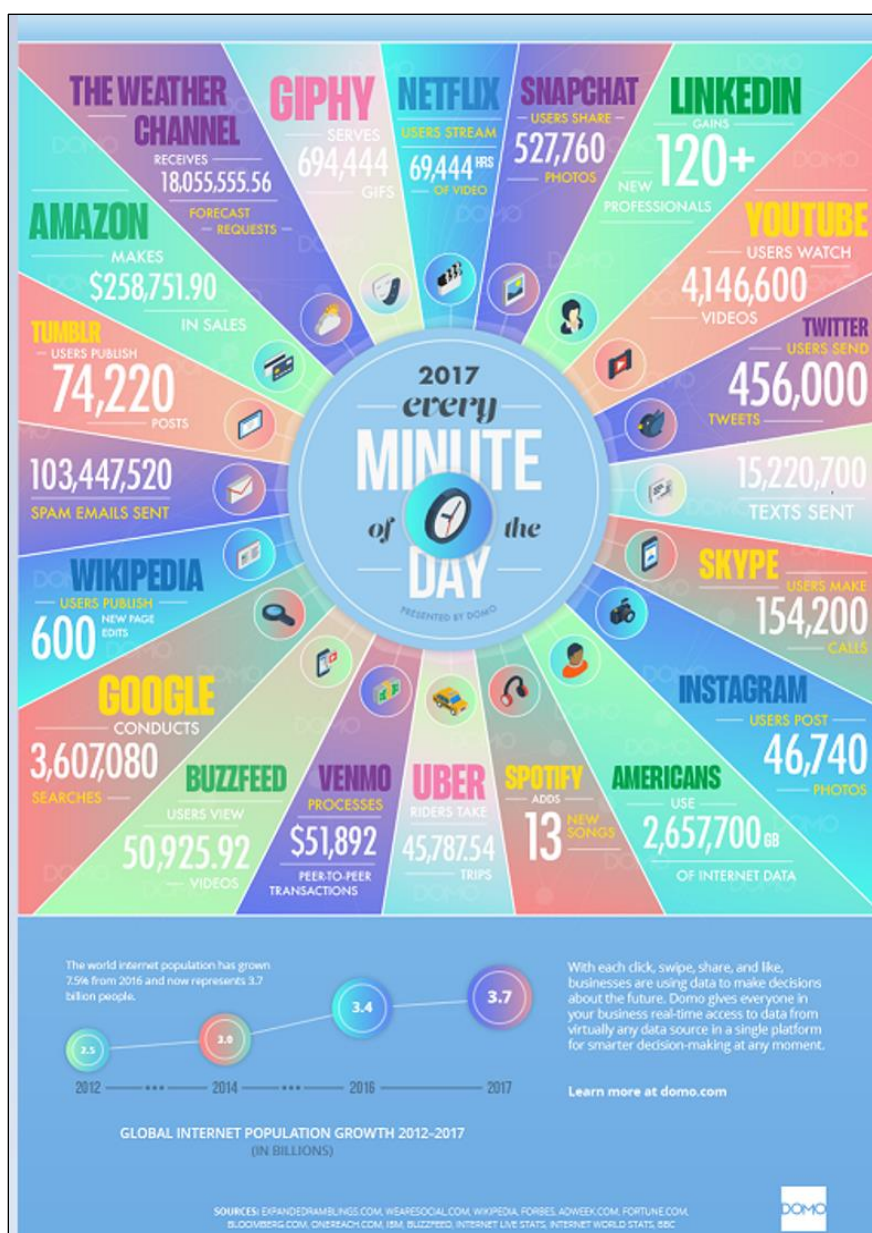 THE WEATHER
CHANNEL
RECEIVES
18,055,555.56
FORECAST
REQUESTS
GIPHY
SERVES
694,444
GIFS
NETFLIX
USERS STREAM
69,444 HRS
OF VIDEO
SNAPCHAT
USERS SHARE
527,760
PHOTOS
LINKEDIN
GAINS
120+
NEW
PROFESSIONALS
YOUTUBE
USERS WATCH
4,146,600
VIDEOS
TWITTER
USERS SEND
456,000
TWEETS
15,220,700
TEXTS SENT
SKYPE
USERS MAKE
154,200
CALLS
INSTAGRAM
USERS POST
46,740
PHOTOS
AMERICANS
USE
2,657,700 GB
OF INTERNET DATA
SPOTIFY
ADDS
13 NEW
SONGS
UBER
RIDERS TAKE
45,787.54
TRIPS
VENMO
PROCESSES
$51,892
PEER-TO-PEER
TRANSACTIONS
BUZZFEED
USERS VIEW
50,925.92
VIDEOS
GOOGLE
CONDUCTS
3,607,080
SEARCHES
WIKIPEDIA
USERS PUBLISH
600 NEW PAGE
EDITS
103,447,520
SPAM EMAILS SENT
TUMBLR
USERS PUBLISH
74,220
POSTS
AMAZON
MAKES
$258,751.90
IN SALES
2017
every
MINUTE
of the
DAY
PRESENTED BY DOMO
The world internet population has grown
7.5% from 2016 and now represents 3.7
billion people.
2.5 3.0 3.4 3.7
2012 2014 2016 2017
GLOBAL INTERNET POPULATION GROWTH 2012–2017
(IN BILLIONS)
With each click, swipe, share, and like,
businesses are using data to make decisions
about the future. Domo gives everyone in
your business real-time access to data from
virtually any data source in a single platform
for smarter decision-making at any moment.
Learn more at domo.com
SOURCES: EXPANDEDRAMBLINGS.COM, WEARESOCIAL.COM, WIKIPEDIA, FORBES, ADWEEK.COM, FORTUNE.COM,
BLOOMBERG.COM, ONEREACH.COM, IBM, BUZZFEED, INTERNET LIVE STATS, INTERNET WORLD STATS, BBC
DOMO